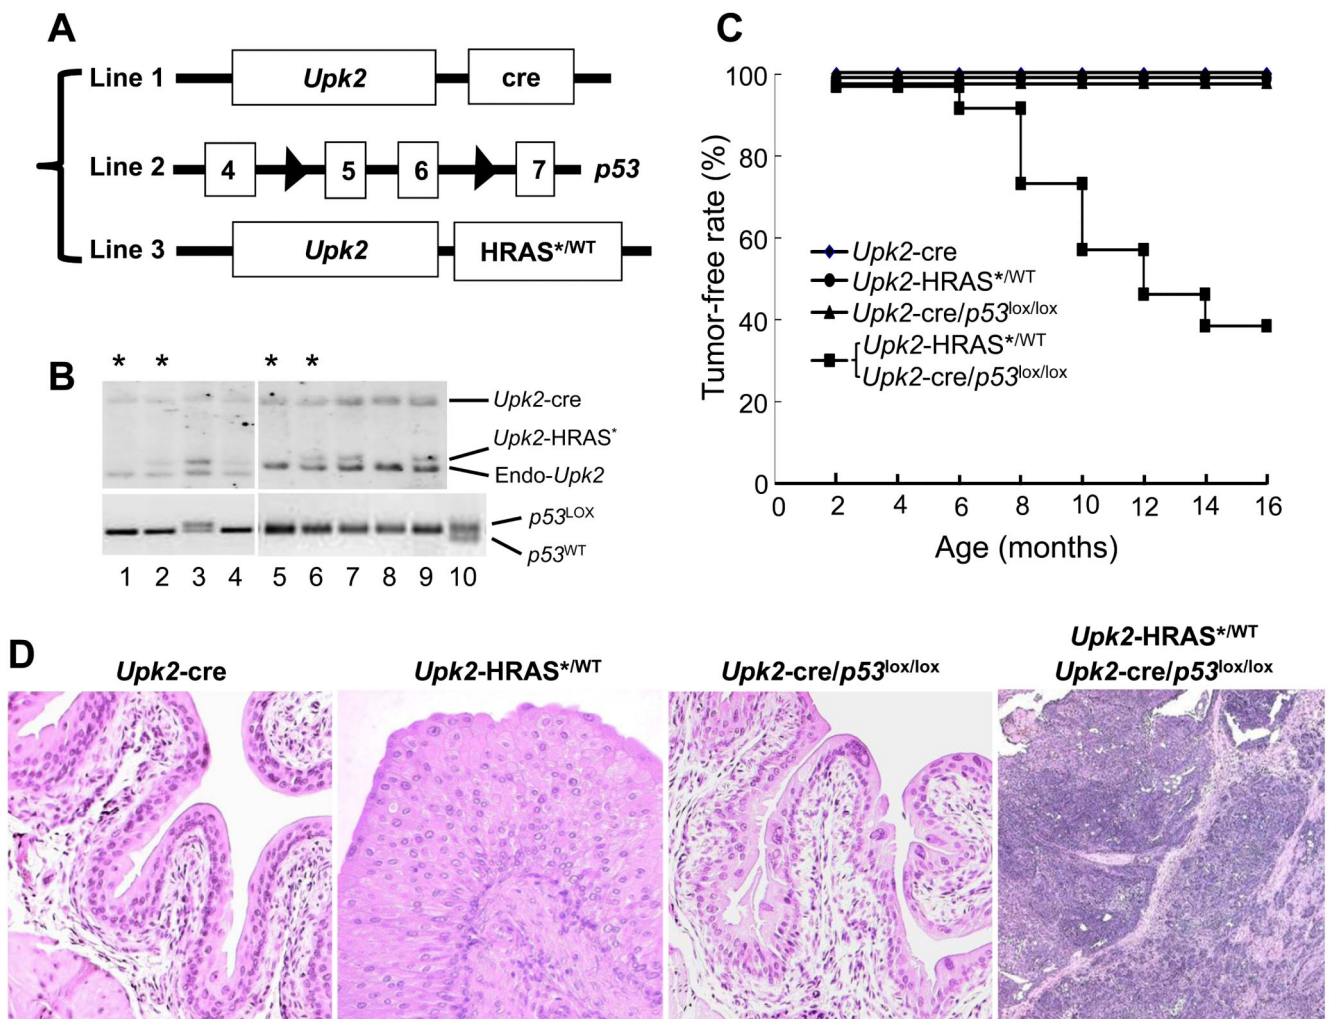 A
Line 1 Upk2 cre
Line 2 4 5 6 7 p53
Line 3 Upk2 HRAS*/WT
B
* * * *
Upk2-cre
Upk2-HRAS*
Endo-Upk2
p53LOX
p53WT
1 2 3 4 5 6 7 8 9 10
C
Tumor-free rate (%)
100
80
60
40
20
0
0 2 4 6 8 10 12 14 16
Age (months)
Upk2-cre
Upk2-HRAS*/WT
Upk2-cre/p53lox/lox
Upk2-HRAS*/WT
Upk2-cre/p53lox/lox
D
Upk2-cre
Upk2-HRAS*/WT
Upk2-cre/p53lox/lox
Upk2-HRAS*/WT
Upk2-cre/p53lox/lox